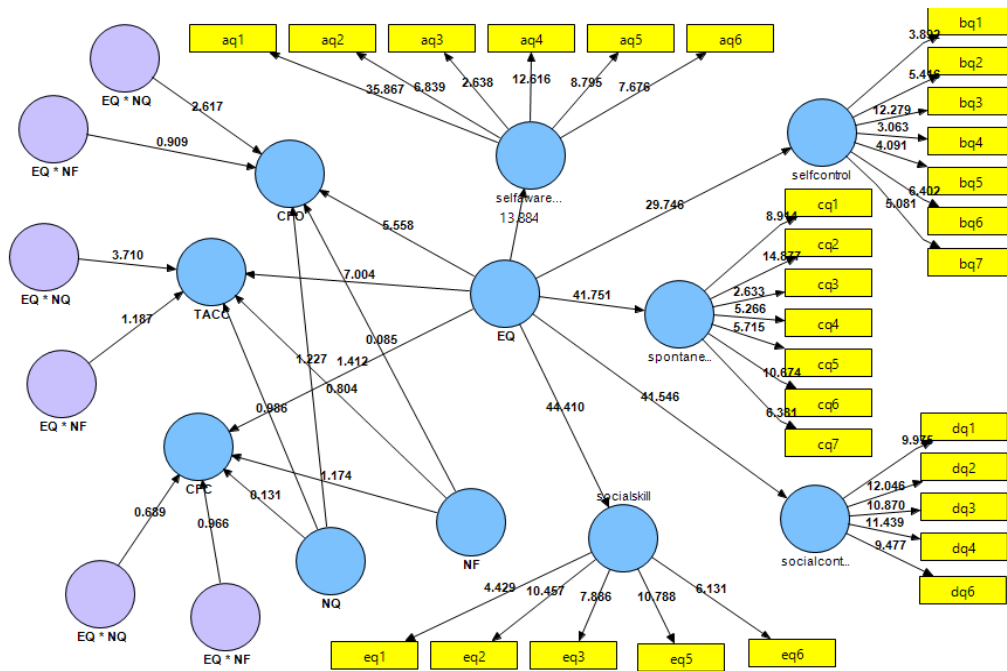 aq1
aq2
aq3
aq4
aq5
aq6
35.867
6.839
2.638
12.616
8.795
7.676
selfaware...
13.884
bq1
bq2
bq3
bq4
bq5
bq6
bq7
3.892
5.416
12.279
3.063
4.091
6.402
5.081
selfcontrol
29.746
EQ * NQ
2.617
EQ * NF
0.909
CFO
5.558
EQ * NQ
3.710
EQ * NF
1.187
TACC
7.004
EQ
41.751
cq1
cq2
cq3
cq4
cq5
cq6
cq7
8.914
14.877
2.633
5.266
5.715
10.674
6.381
spontane...
1.227
1.412
0.085
0.804
0.986
44.410
41.546
CFC
0.131
1.174
0.689
0.966
EQ * NQ
EQ * NF
NQ
NF
socialskill
4.429
10.457
7.886
10.788
6.131
eq1
eq2
eq3
eq5
eq6
dq1
dq2
dq3
dq4
dq6
9.975
12.046
10.870
11.439
9.477
socialcont...